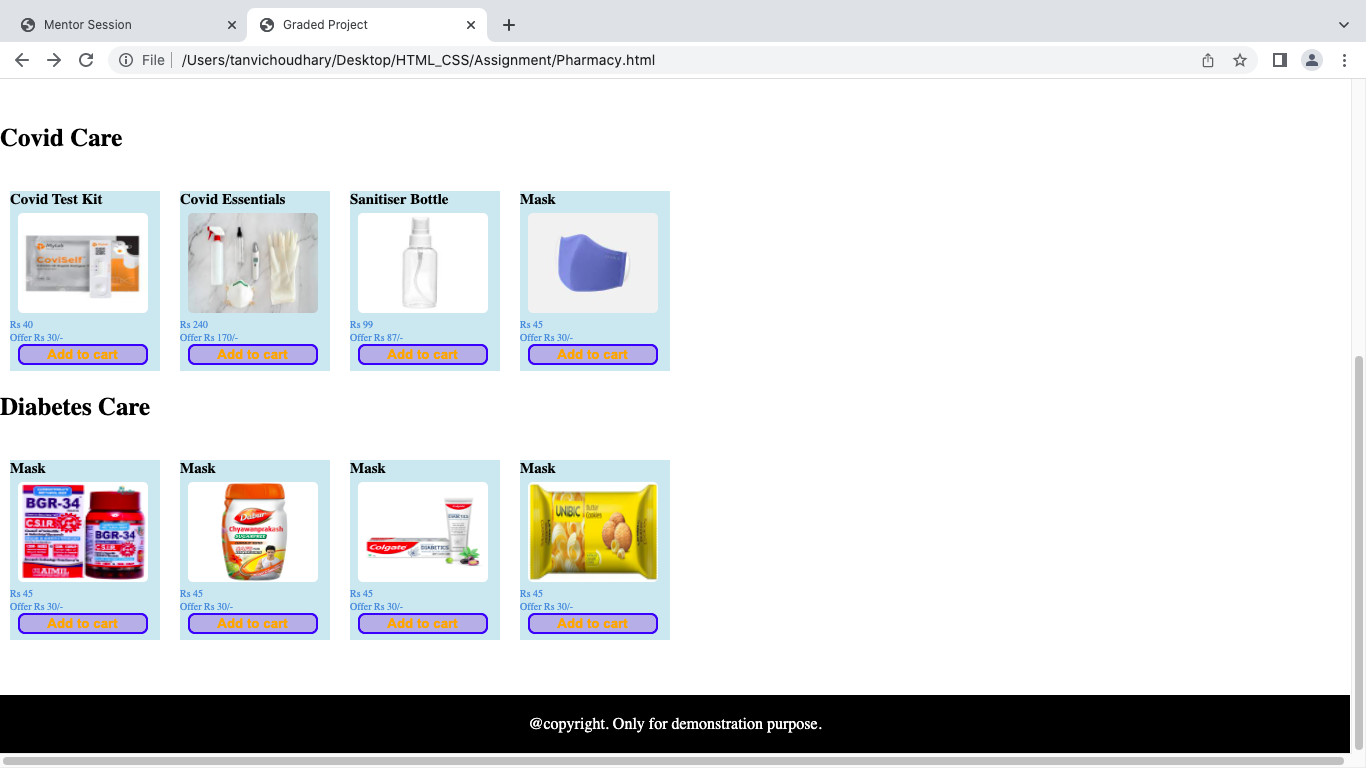 Mentor Session
Graded Project
File
/Users/tanvichoudhary/Desktop/HTML_CSS/Assignment/Pharmacy.html
Covid Care
Covid Test Kit
Covid Essentials
Sanitiser Bottle
Mask
CoviSelf
Rs 40
Rs 240
Rs 99
Rs 45
Offer Rs 30/-
Offer Rs 170/-
Offer Rs 87/-
Offer Rs 30/-
Add to cart
Add to cart
Add to cart
Add to cart
Diabetes Care
Mask
Mask
Mask
Mask
BGR-34
C.S.I.R.
AIMIL
BGR-34
C.S.I.R.
Dabur
Chyawanprakash
SUGARFREE
Colgate
DIABETICS
UNIBIC
Butter
Cookies
Rs 45
Rs 45
Rs 45
Rs 45
Offer Rs 30/-
Offer Rs 30/-
Offer Rs 30/-
Offer Rs 30/-
Add to cart
Add to cart
Add to cart
Add to cart
@copyright. Only for demonstration purpose.